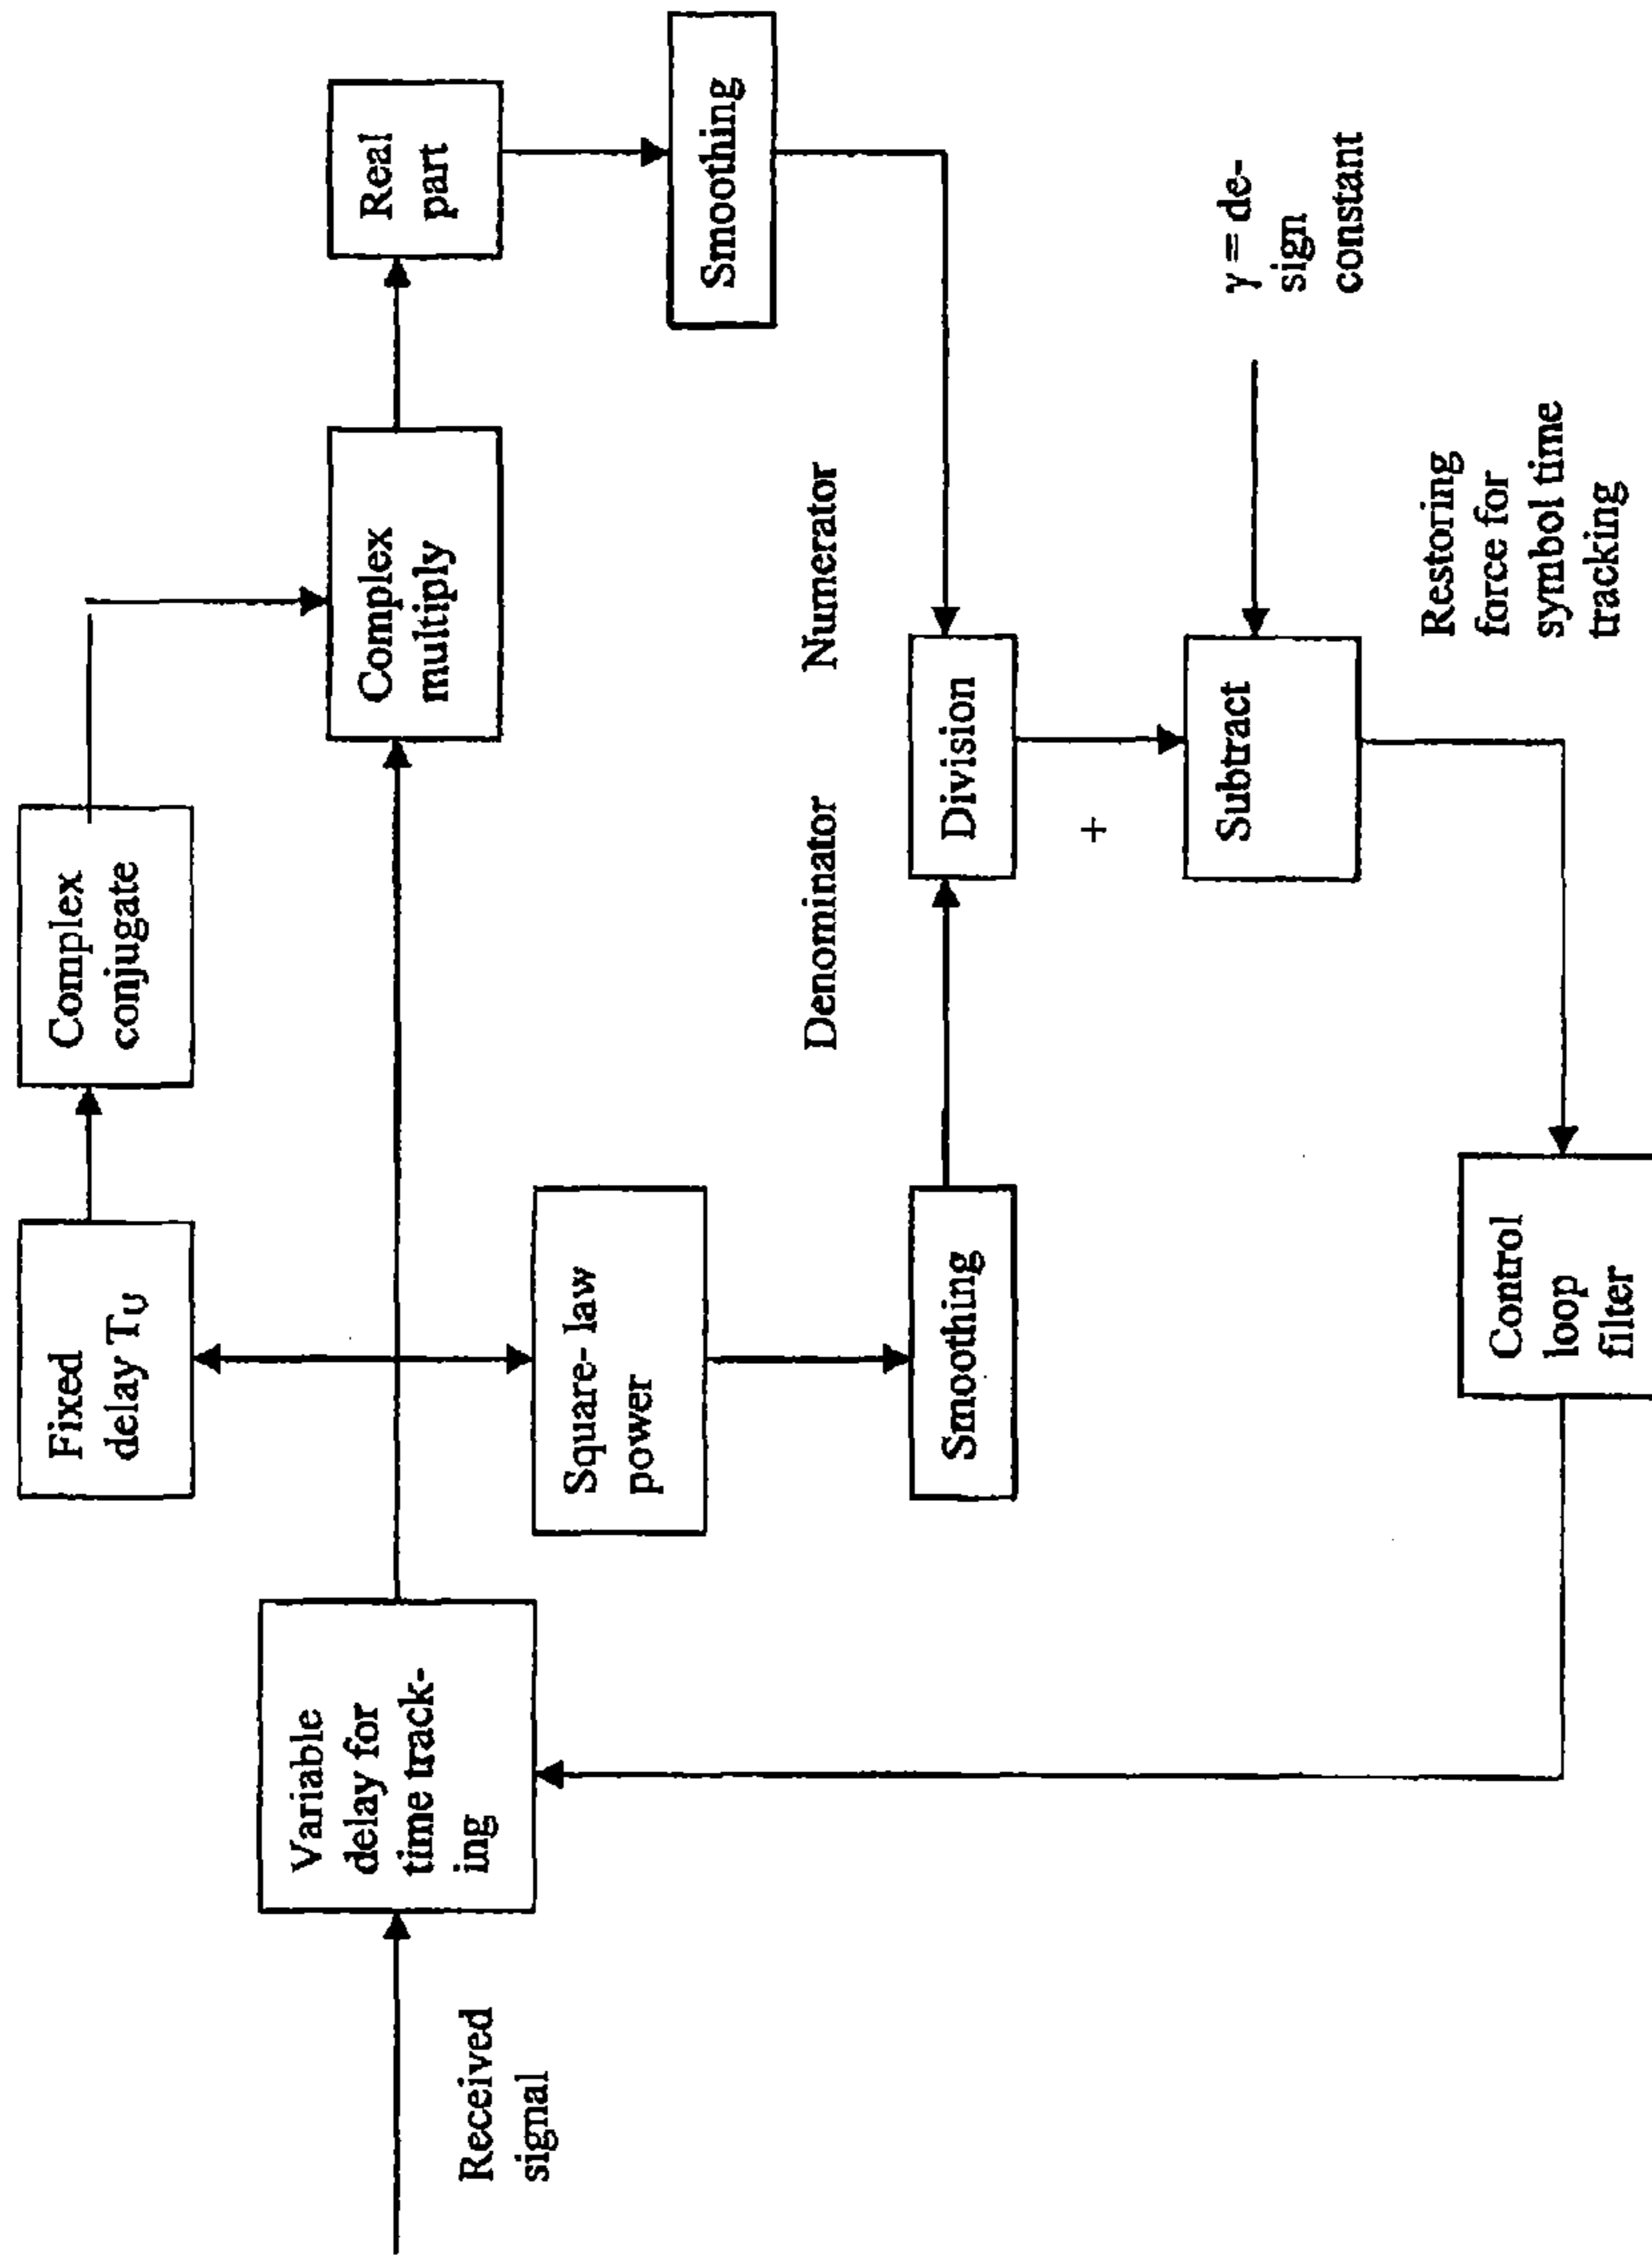 Fixed
delay TU
Complex
conjugate
Variable
delay for
time track-
ing
Received
signal
Complex
multiply
Real
part
Square- law
power
Smoothing
Denominator
Numerator
Smoothing
Division
+
Subtract
γ = de-
sign
constant
Restoring
force for
symbol time
tracking
Control
loop
filter